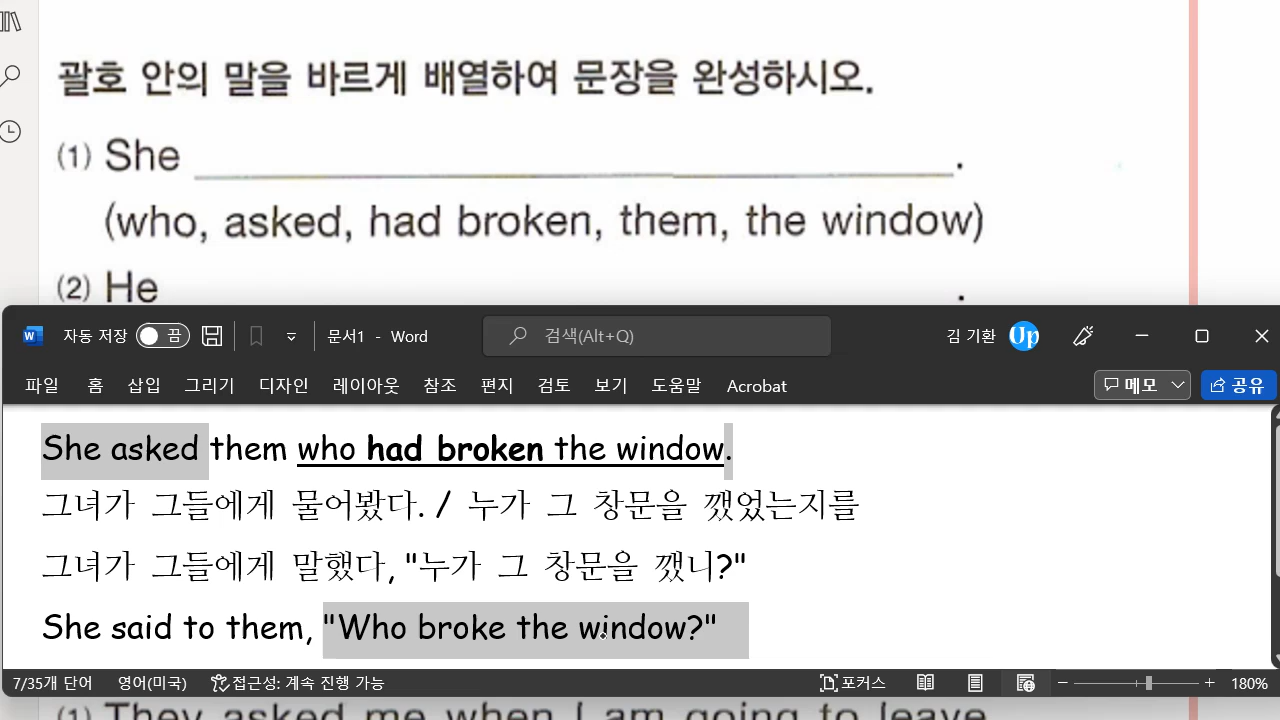 괄호 안의 말을 바르게 배열하여 문장을 완성하시오.
(1) She ______________________.
(who, asked, had broken, them, the window)
(2) He ______________________.
자동 저장 끔 문서1 - Word 검색(Alt+Q) 김 기환 Up
파일 홈 삽입 그리기 디자인 레이아웃 참조 편지 검토 보기 도움말 Acrobat 메모 공유
She asked them who had broken the window.
그녀가 그들에게 물어봤다. / 누가 그 창문을 깼었는지를
그녀가 그들에게 말했다, "누가 그 창문을 깼니?"
She said to them, "Who broke the window?"
7/35개 단어 영어(미국) 접근성: 계속 진행 가능 포커스 180%
(1) They asked me when I am going to leave